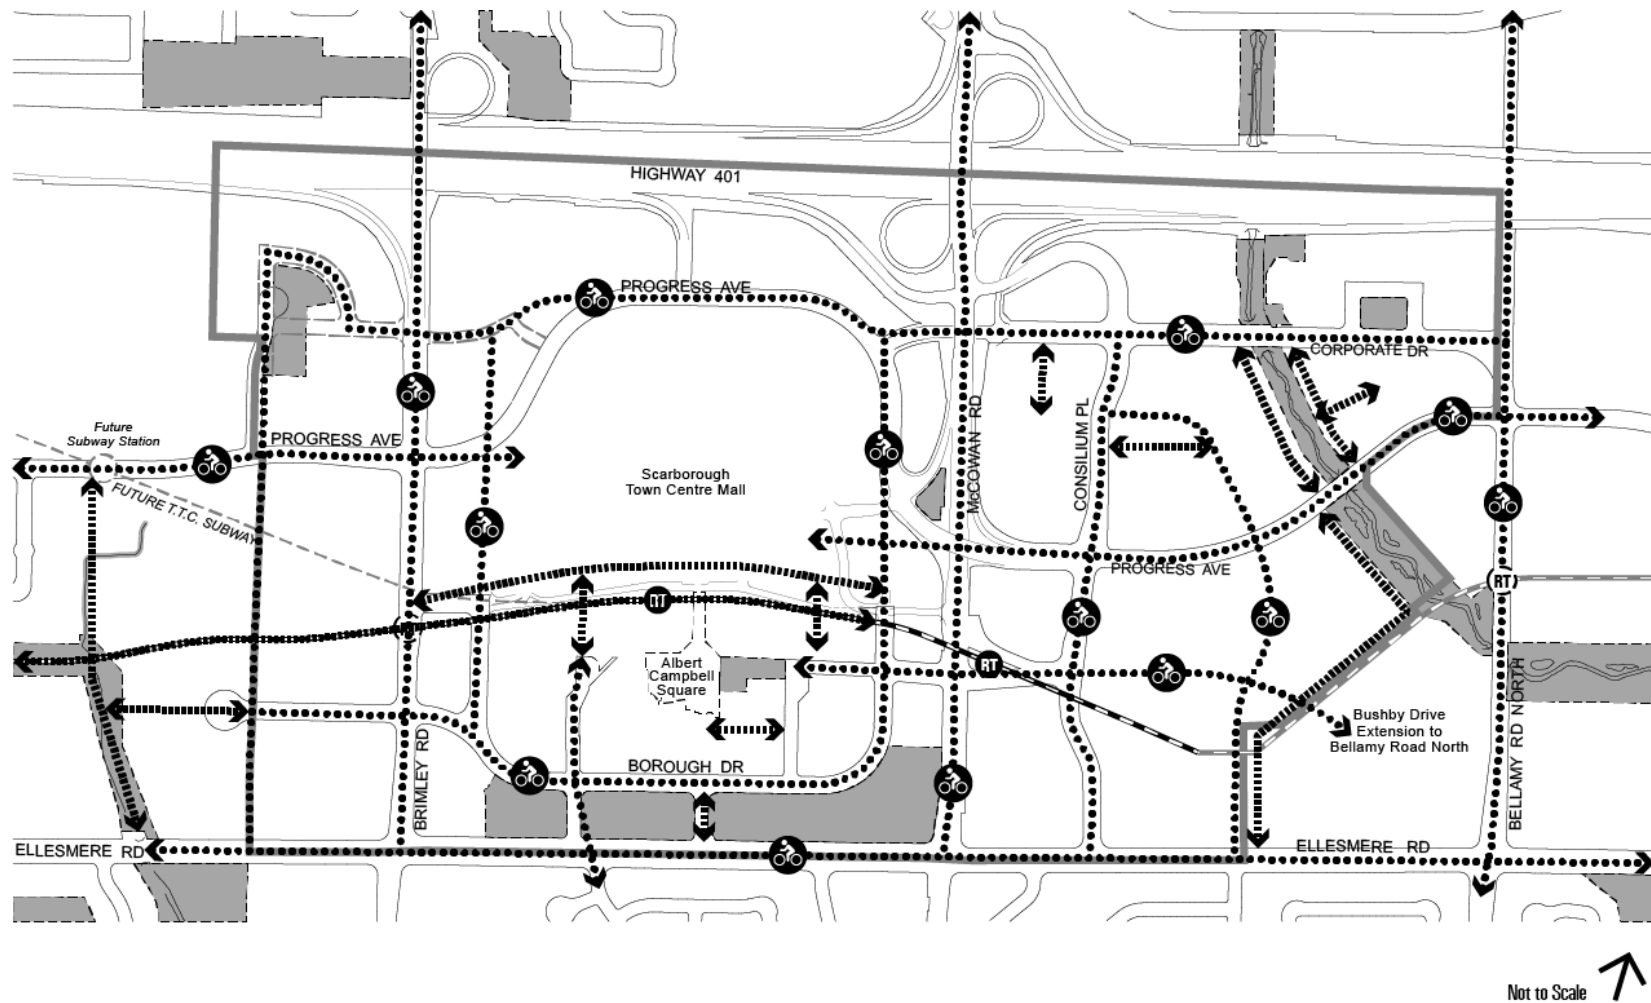 HIGHWAY 401
PROGRESS AVE
CORPORATE DR
Future
Subway Station
PROGRESS AVE
FUTURE T.T.C. SUBWAY
Scarborough
Town Centre Mall
McCOWAN RD
CONSILIUM PL
PROGRESS AVE
RT
RT
RT
Albert
Campbell
Square
BELLAMY RD NORTH
Bushby Drive
Extension to
Bellamy Road North
BRIMLEY RD
BOROUGH DR
ELLESMERE RD
ELLESMERE RD
Not to Scale